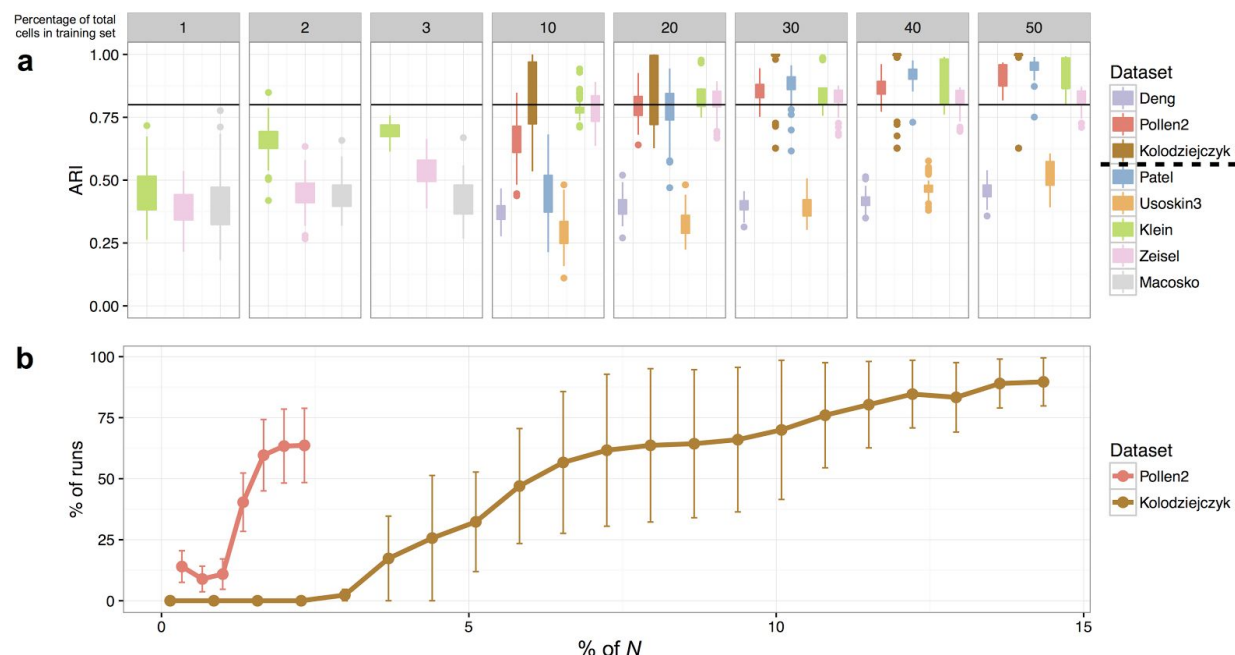 Percentage of total
cells in training set
1 2 3 10 20 30 40 50
a
1.00
0.75
0.50
0.25
0.00
ARI
Dataset
Deng
Pollen2
Kolodziejczyk
Patel
Usoskin3
Klein
Zeisel
Macosko
b
100
75
50
25
0
% of runs
0 5 10 15
% of N
Dataset
Pollen2
Kolodziejczyk